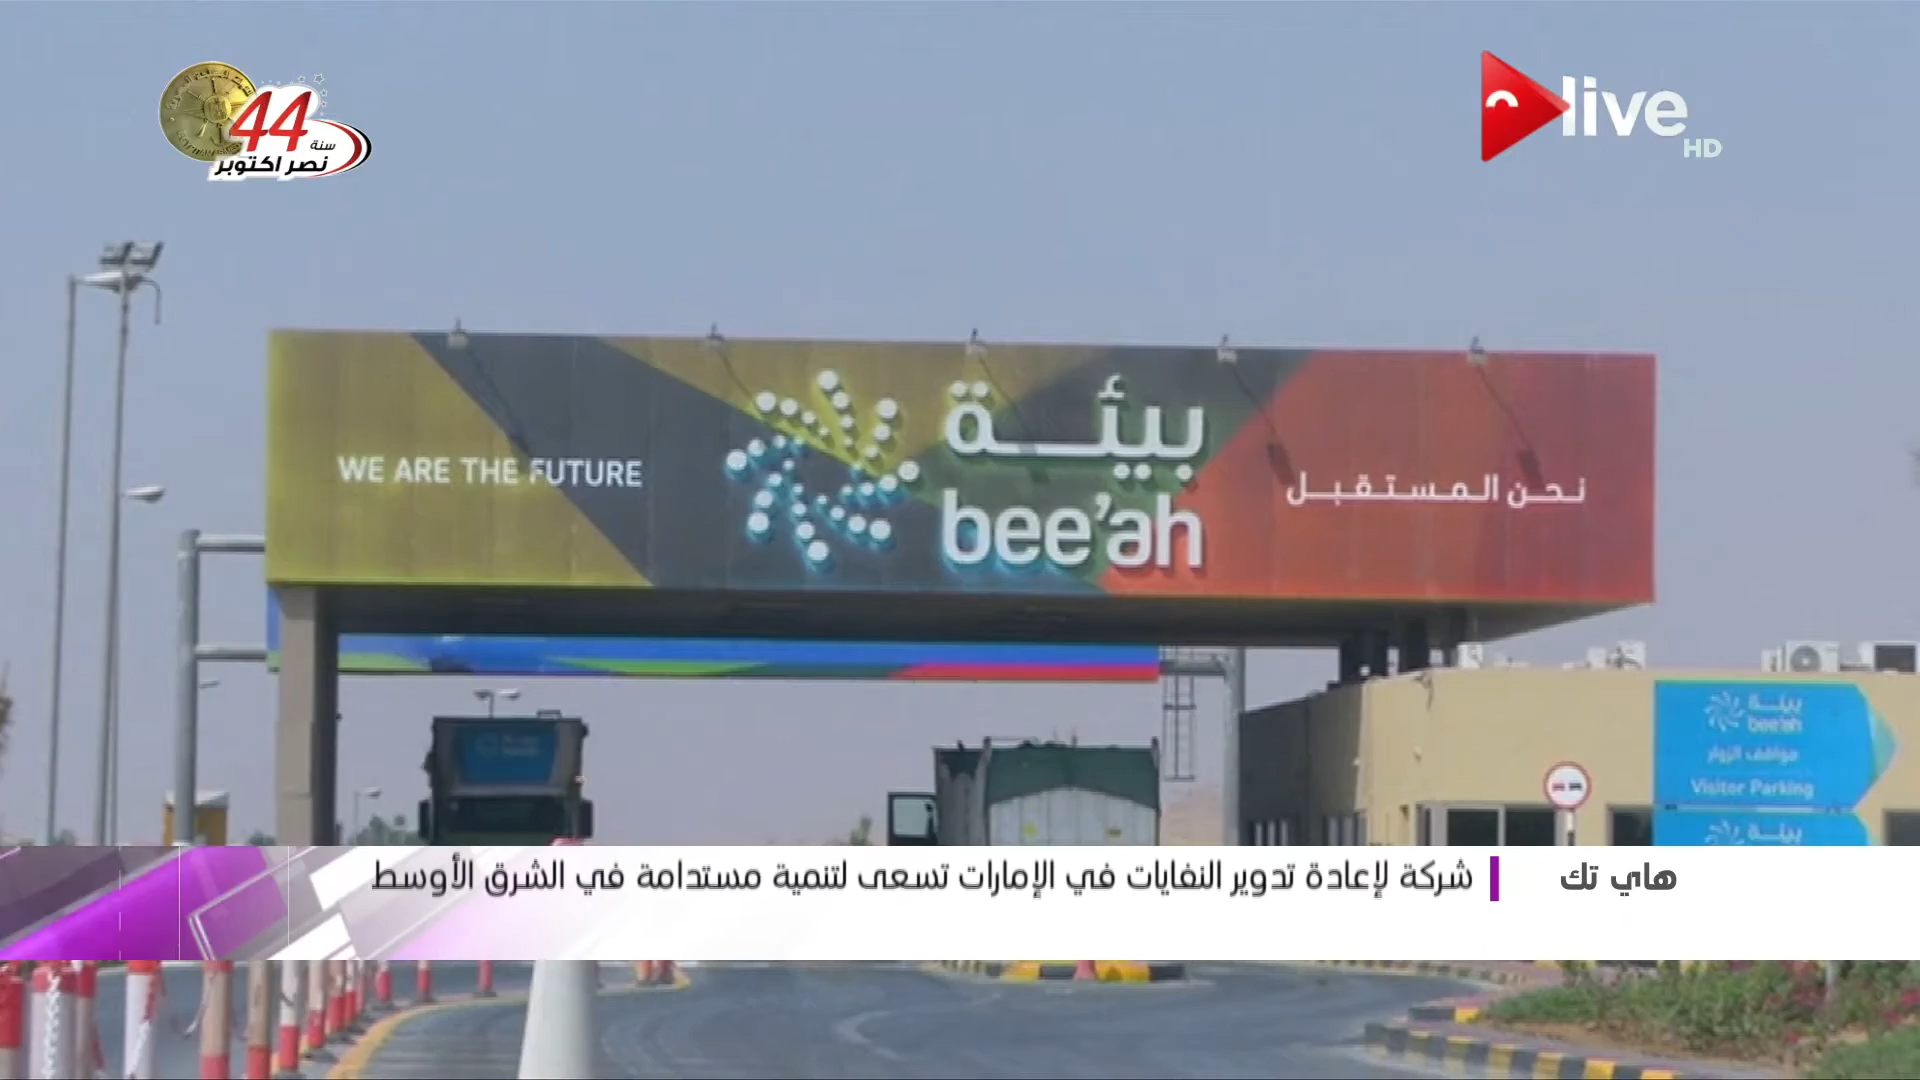 44
سنة
نصر اكتوبر
live
HD
WE ARE THE FUTURE
بيئة
bee'ah
نحن المستقبل
بيئة
bee'ah
مواقف الزوار
Visitor Parking
بيئة
هاي تك
شركة لإعادة تدوير النفايات في الإمارات تسعى لتنمية مستدامة في الشرق الأوسط